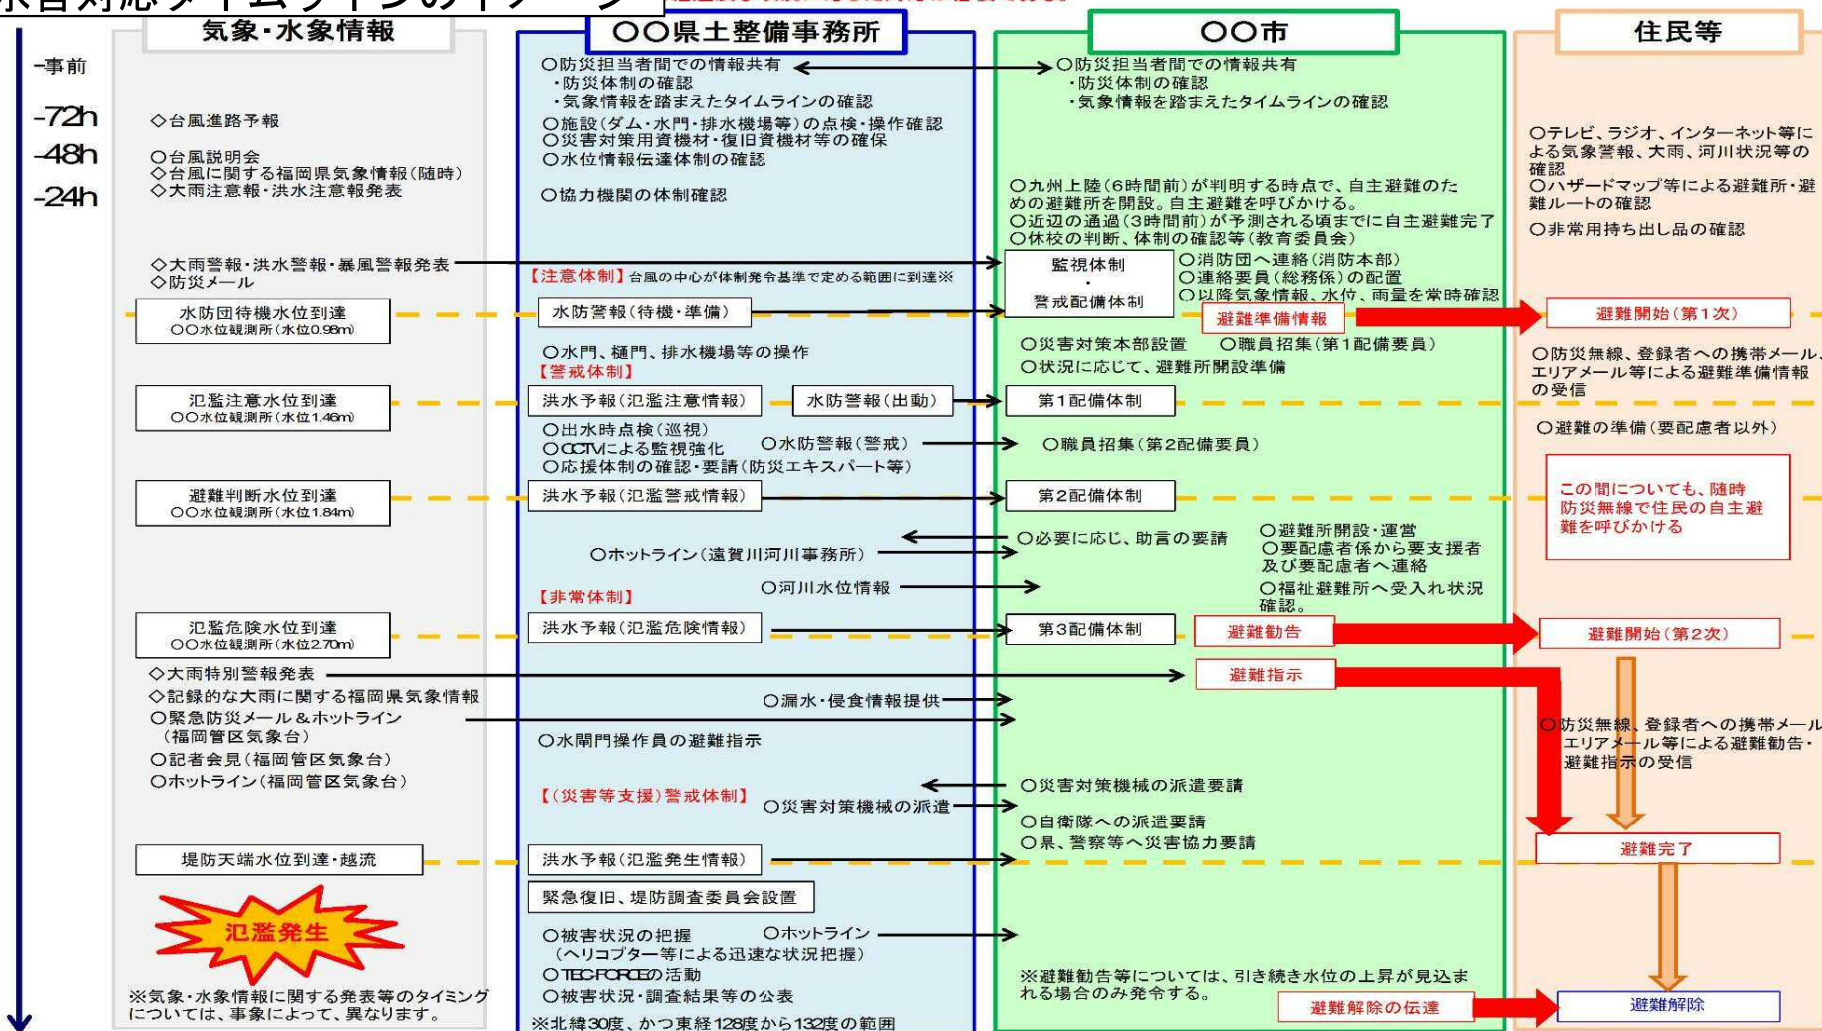 水害対応タイムラインのイメージ
気象・水象情報
〇〇県土整備事務所
〇〇市
住民等
-事前
-72h
-48h
-24h
◇台風進路予報
〇台風説明会
◇台風に関する福岡県気象情報(随時)
◇大雨注意報・洪水注意報発表
◇大雨警報・洪水警報・暴風警報発表
◇防災メール
水防団待機水位到達
〇〇水位観測所(水位0.98m)
氾濫注意水位到達
〇〇水位観測所(水位1.46m)
避難判断水位到達
〇〇水位観測所(水位1.84m)
氾濫危険水位到達
〇〇水位観測所(水位2.70m)
◇大雨特別警報発表
◇記録的な大雨に関する福岡県気象情報
〇緊急防災メール&ホットライン
(福岡管区気象台)
〇記者会見(福岡管区気象台)
〇ホットライン(福岡管区気象台)
堤防天端水位到達・越流
氾濫発生
※気象・水象情報に関する発表等のタイミング
については、事象によって、異なります。
〇防災担当者間での情報共有
・防災体制の確認
・気象情報を踏まえたタイムラインの確認
〇施設(ダム・水門・排水機場等)の点検・操作確認
〇災害対策用資機材・復旧資機材等の確保
〇水位情報伝達体制の確認
〇協力機関の体制確認
【注意体制】台風の中心が体制発令基準で定める範囲に到達※
水防警報(待機・準備)
〇水門、樋門、排水機場等の操作
【警戒体制】
洪水予報(氾濫注意情報)
水防警報(出動)
〇出水時点検(巡視)
〇CCTVによる監視強化
〇水防警報(警戒)
〇応援体制の確認・要請(防災エキスパート等)
洪水予報(氾濫警戒情報)
〇ホットライン(遠賀川河川事務所)
〇河川水位情報
【非常体制】
洪水予報(氾濫危険情報)
〇漏水・侵食情報提供
〇水閘門操作員の避難指示
【(災害等支援)警戒体制】
〇災害対策機械の派遣
洪水予報(氾濫発生情報)
緊急復旧、堤防調査委員会設置
〇被害状況の把握
〇ホットライン
(ヘリコプター等による迅速な状況把握)
〇TEC-FORCEの活動
〇被害状況・調査結果等の公表
※北緯30度、かつ東経128度から132度の範囲
〇防災担当者間での情報共有
・防災体制の確認
・気象情報を踏まえたタイムラインの確認
〇九州上陸(6時間前)が判明する時点で、自主避難のた
めの避難所を開設。自主避難を呼びかける。
〇近辺の通過(3時間前)が予測される頃までに自主避難完了
〇休校の判断、体制の確認等(教育委員会)
監視体制
・
警戒配備体制
〇消防団へ連絡(消防本部)
〇連絡要員(総務係)の配置
〇以降気象情報、水位、雨量を常時確認
避難準備情報
〇災害対策本部設置
〇職員招集(第1配備要員)
〇状況に応じて、避難所開設準備
第1配備体制
〇職員招集(第2配備要員)
第2配備体制
〇必要に応じ、助言の要請
〇避難所開設・運営
〇要配慮者係から要支援者
及び要配慮者へ連絡
〇福祉避難所へ受入れ状況
確認。
第3配備体制
避難勧告
避難指示
〇災害対策機械の派遣要請
〇自衛隊への派遣要請
〇県、警察等へ災害協力要請
※避難勧告等については、引き続き水位の上昇が見込ま
れる場合のみ発令する。
避難解除の伝達
〇テレビ、ラジオ、インターネット等に
よる気象警報、大雨、河川状況等の
確認
〇ハザードマップ等による避難所・避
難ルートの確認
〇非常用持ち出し品の確認
避難開始(第1次)
〇防災無線、登録者への携帯メール、
エリアメール等による避難準備情報
の受信
〇避難の準備(要配慮者以外)
この間についても、随時
防災無線で住民の自主避
難を呼びかける
避難開始(第2次)
〇防災無線、登録者への携帯メール
エリアメール等による避難勧告・
避難指示の受信
避難完了
避難解除